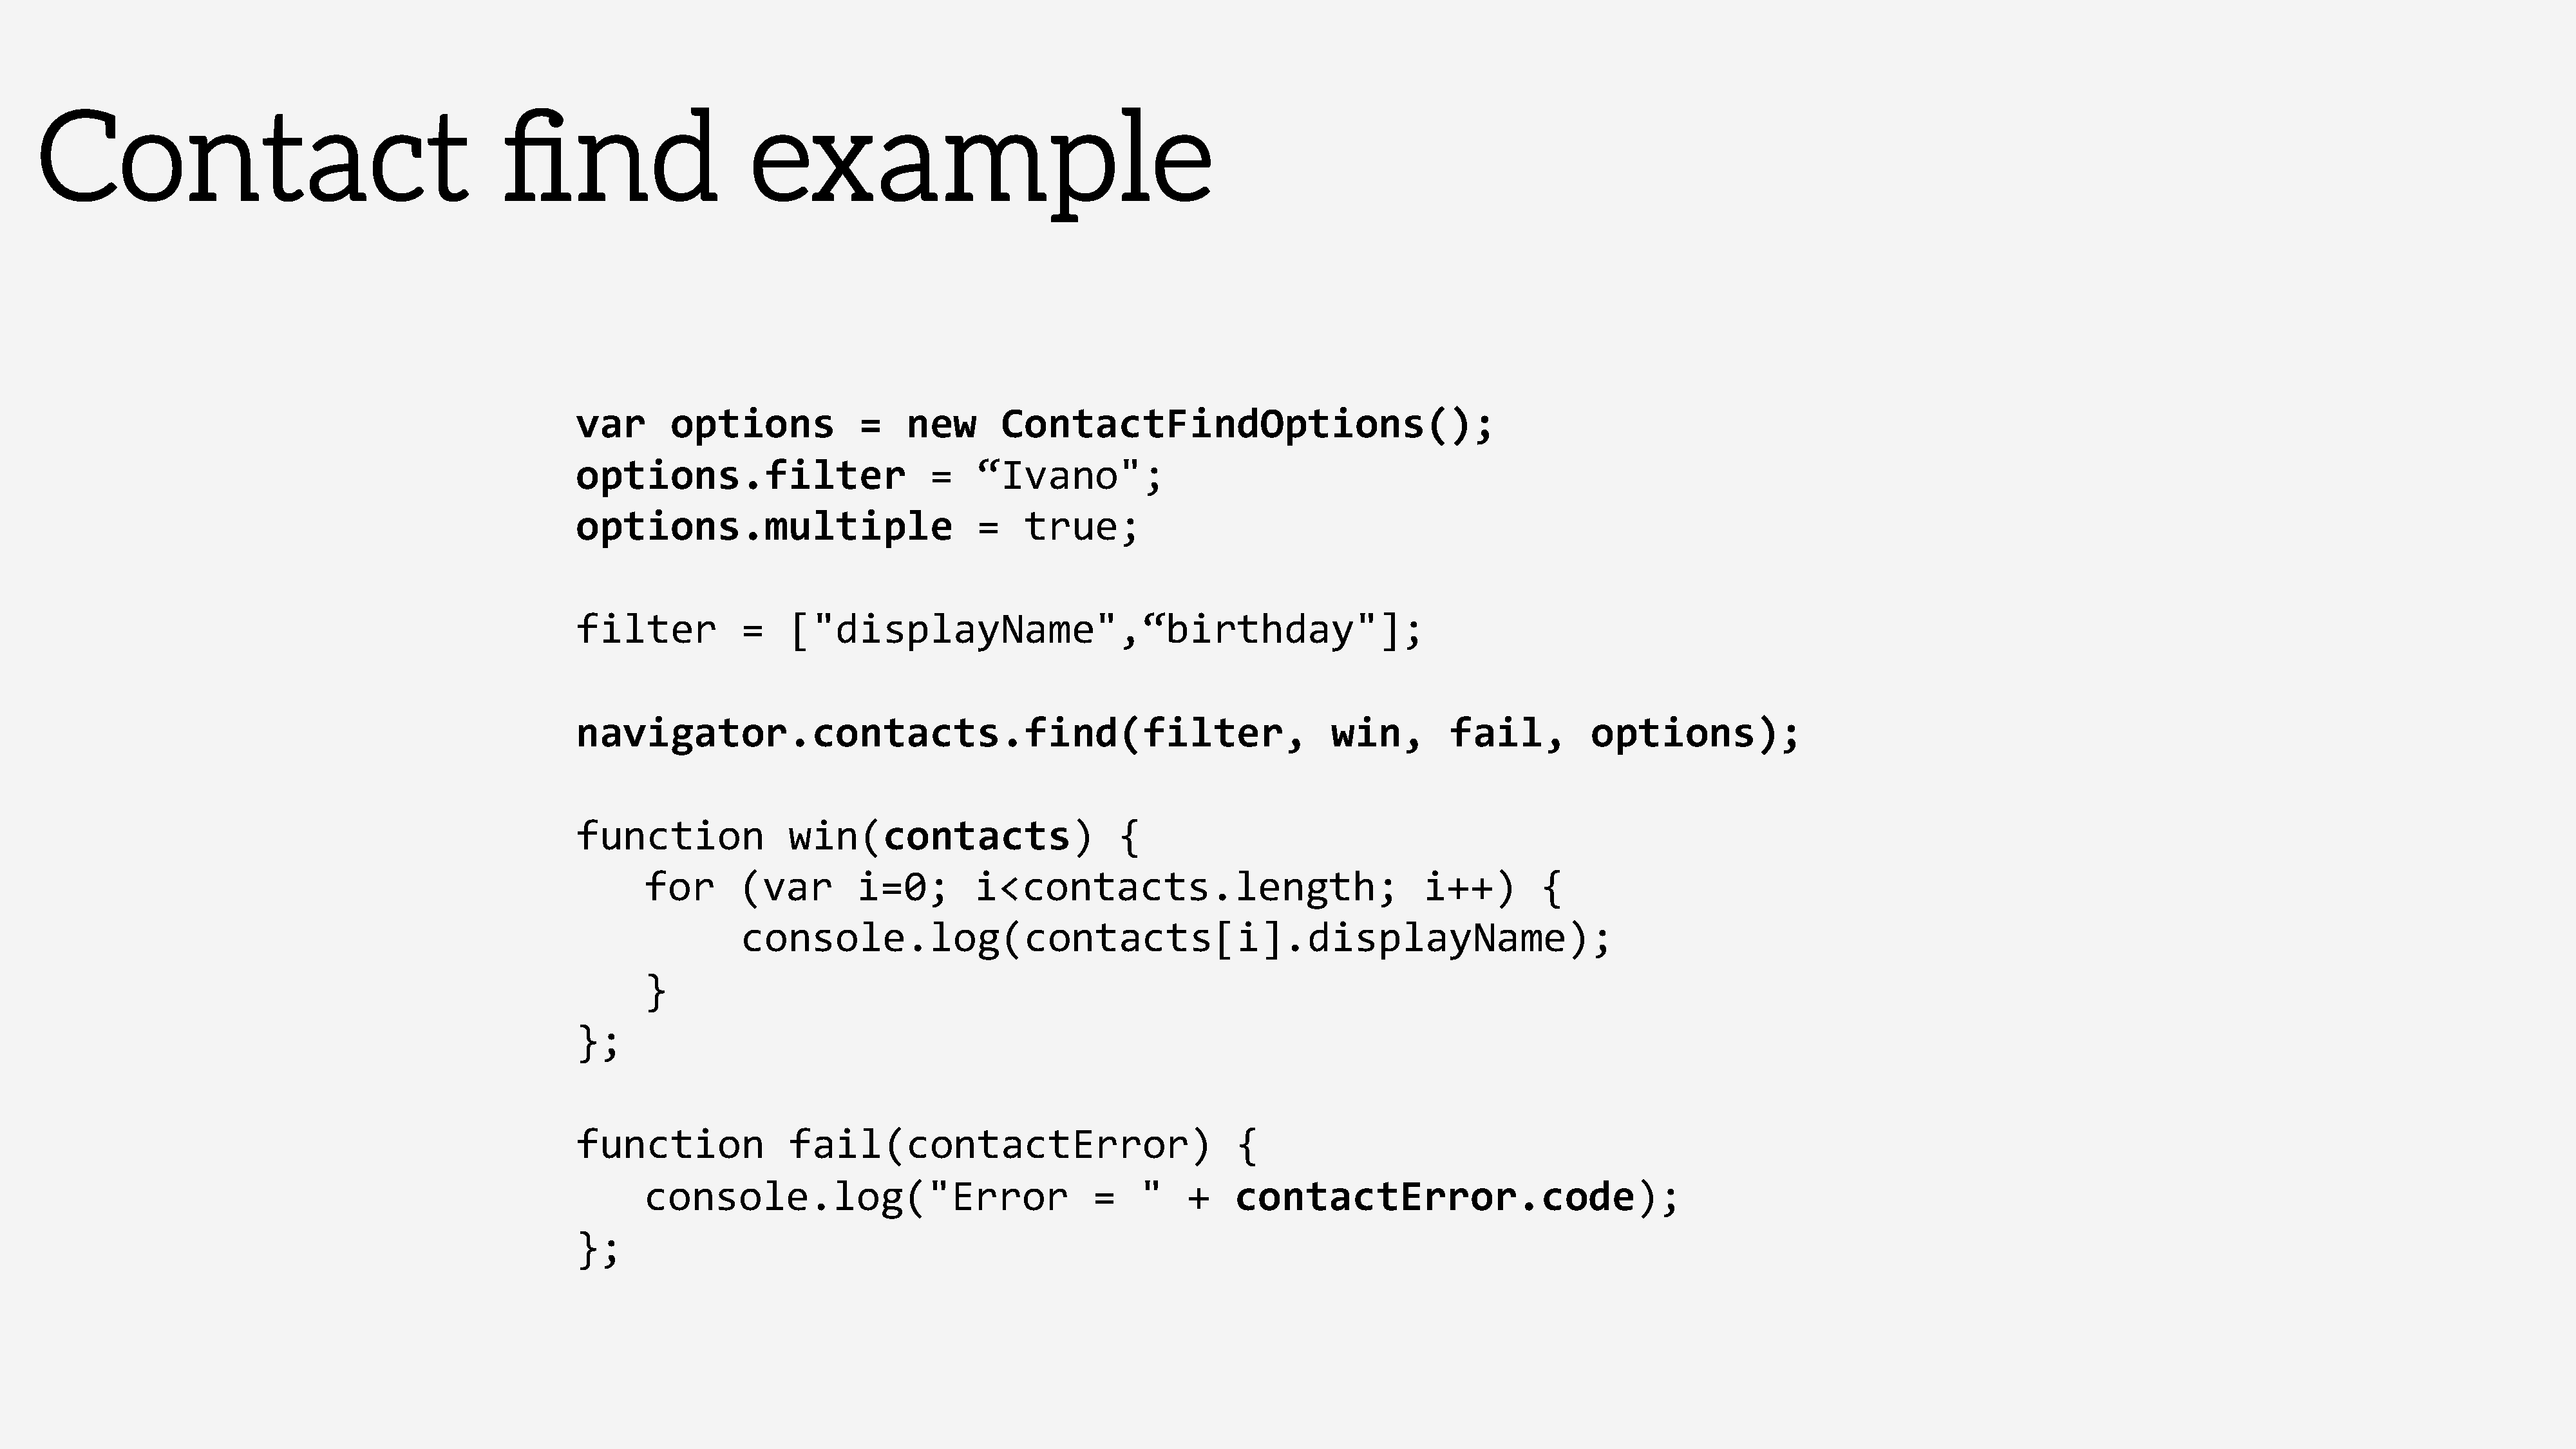 Contact find example
var options = new ContactFindOptions();
options.filter = “Ivano";
options.multiple = true;
filter = ["displayName",“birthday"];
navigator.contacts.find(filter, win, fail, options);
function win(contacts) {
for (var i=0; i<contacts.length; i++) {
console.log(contacts[i].displayName);
}
};
function fail(contactError) {
console.log("Error = " + contactError.code);
};